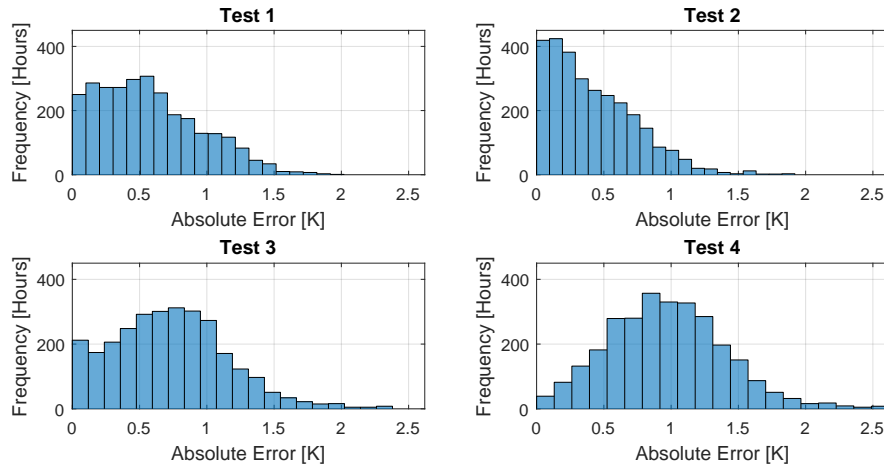 Test 1
Frequency [Hours]
400
200
0
0 0.5 1 1.5 2 2.5
Absolute Error [K]
Test 2
Frequency [Hours]
400
200
0
0 0.5 1 1.5 2 2.5
Absolute Error [K]
Test 3
Frequency [Hours]
400
200
0
0 0.5 1 1.5 2 2.5
Absolute Error [K]
Test 4
Frequency [Hours]
400
200
0
0 0.5 1 1.5 2 2.5
Absolute Error [K]